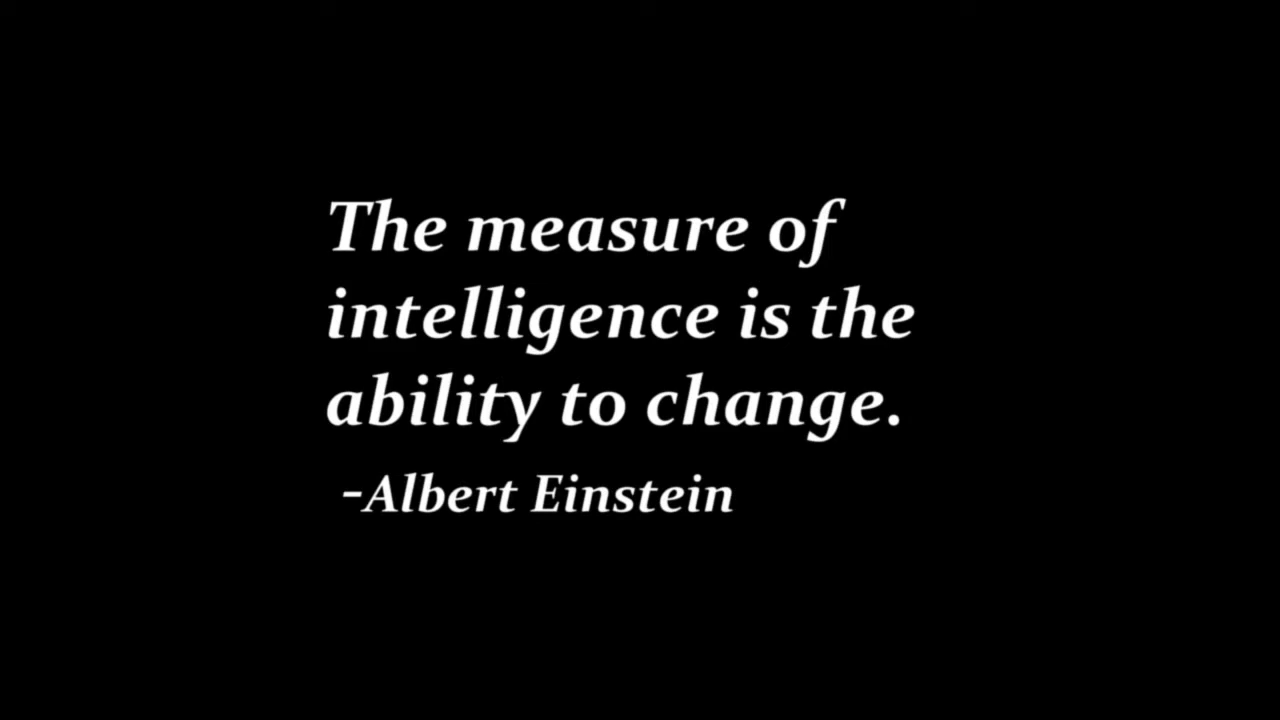 The measure of
intelligence is the
ability to change.
-Albert Einstein